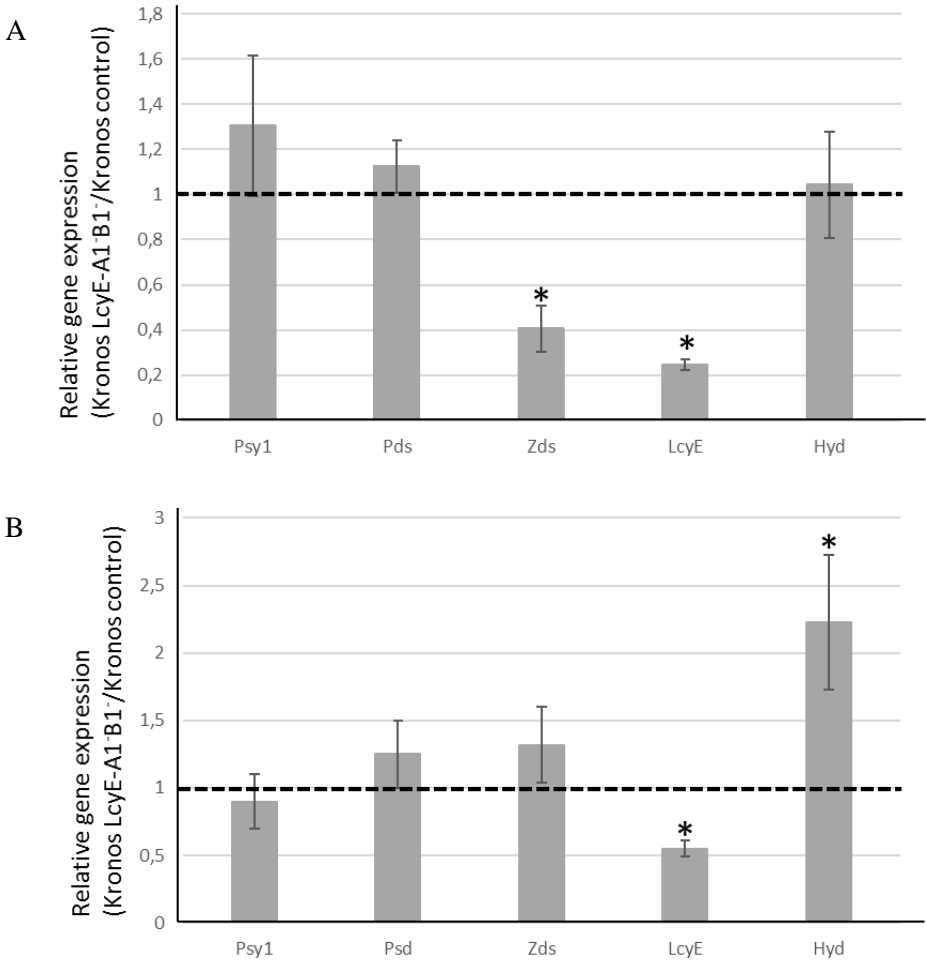 A
Relative gene expression
(Kronos LcyE-A1⁻B1⁻/Kronos control)
1,8
1,6
1,4
1,2
1
0,8
0,6
0,4
0,2
0
*
*
Psy1 Pds Zds LcyE Hyd
B
Relative gene expression
(Kronos LcyE-A1⁻B1⁻/Kronos control)
3
2,5
2
1,5
1
0,5
0
*
*
Psy1 Psd Zds LcyE Hyd